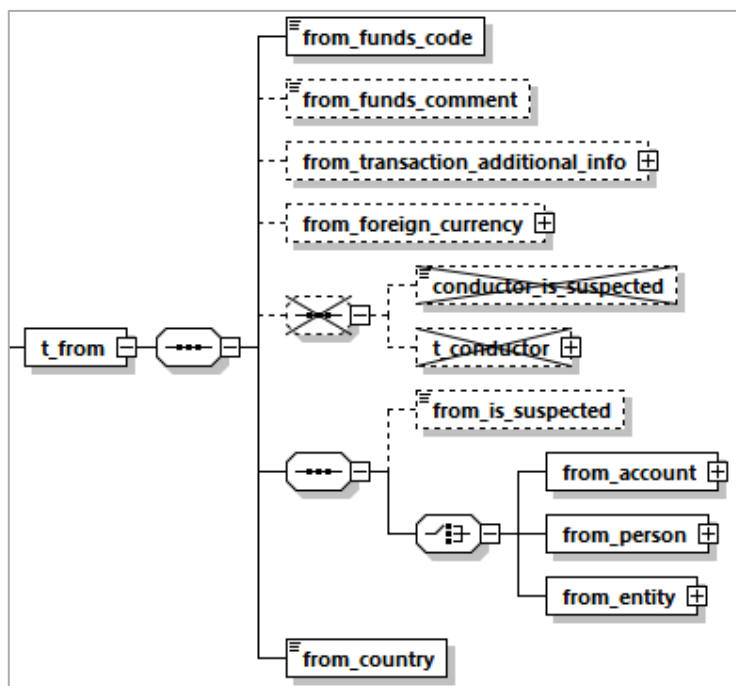 from_funds_code
from_funds_comment
from_transaction_additional_info
from_foreign_currency
conductor_is_suspected
t_from
t_conductor
from_is_suspected
from_account
from_person
from_entity
from_country